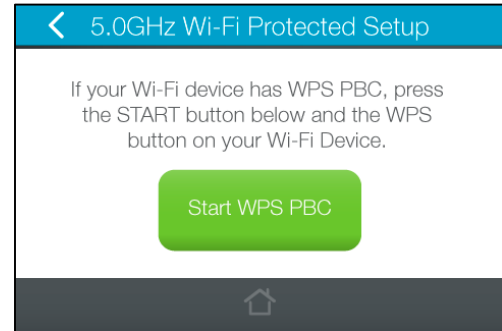 5.0GHz Wi-Fi Protected Setup
If your Wi-Fi device has WPS PBC, press
the START button below and the WPS
button on your Wi-Fi Device.
Start WPS PBC